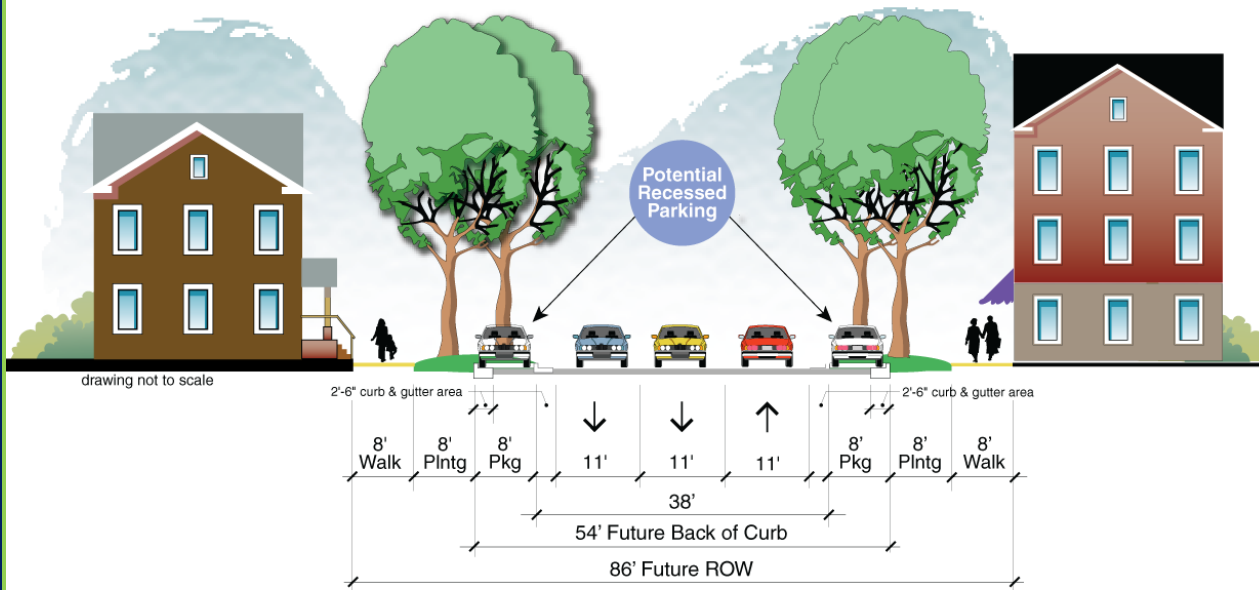 Potential
Recessed
Parking
drawing not to scale
2'-6" curb & gutter area
2'-6" curb & gutter area
8'
Walk
8'
Plntg
8'
Pkg
11'
11'
11'
8'
Pkg
8'
Plntg
8'
Walk
38'
54' Future Back of Curb
86' Future ROW